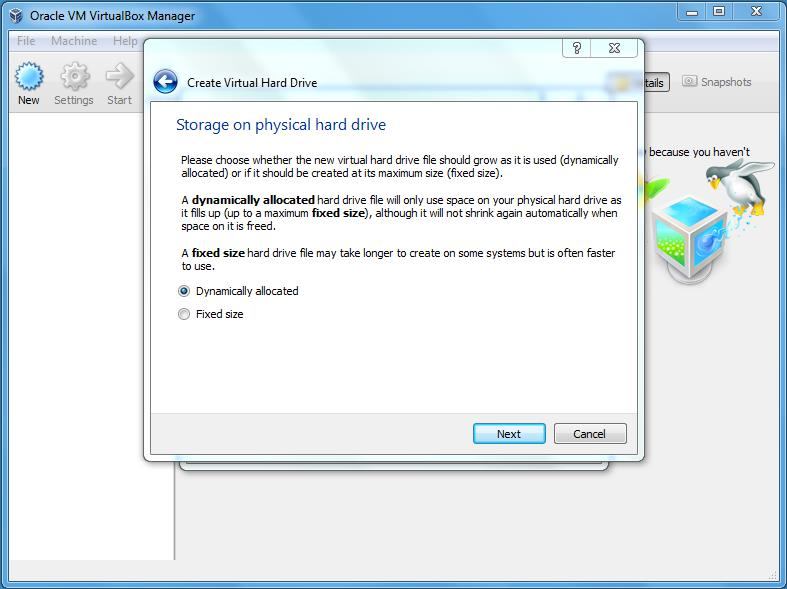 Oracle VM VirtualBox Manager
File Machine Help
New Settings Start
tails Snapshots
because you haven't
?
Create Virtual Hard Drive
Storage on physical hard drive
Please choose whether the new virtual hard drive file should grow as it is used (dynamically
allocated) or if it should be created at its maximum size (fixed size).
A dynamically allocated hard drive file will only use space on your physical hard drive as
it fills up (up to a maximum fixed size), although it will not shrink again automatically when
space on it is freed.
A fixed size hard drive file may take longer to create on some systems but is often faster
to use.
Dynamically allocated
Fixed size
Next Cancel